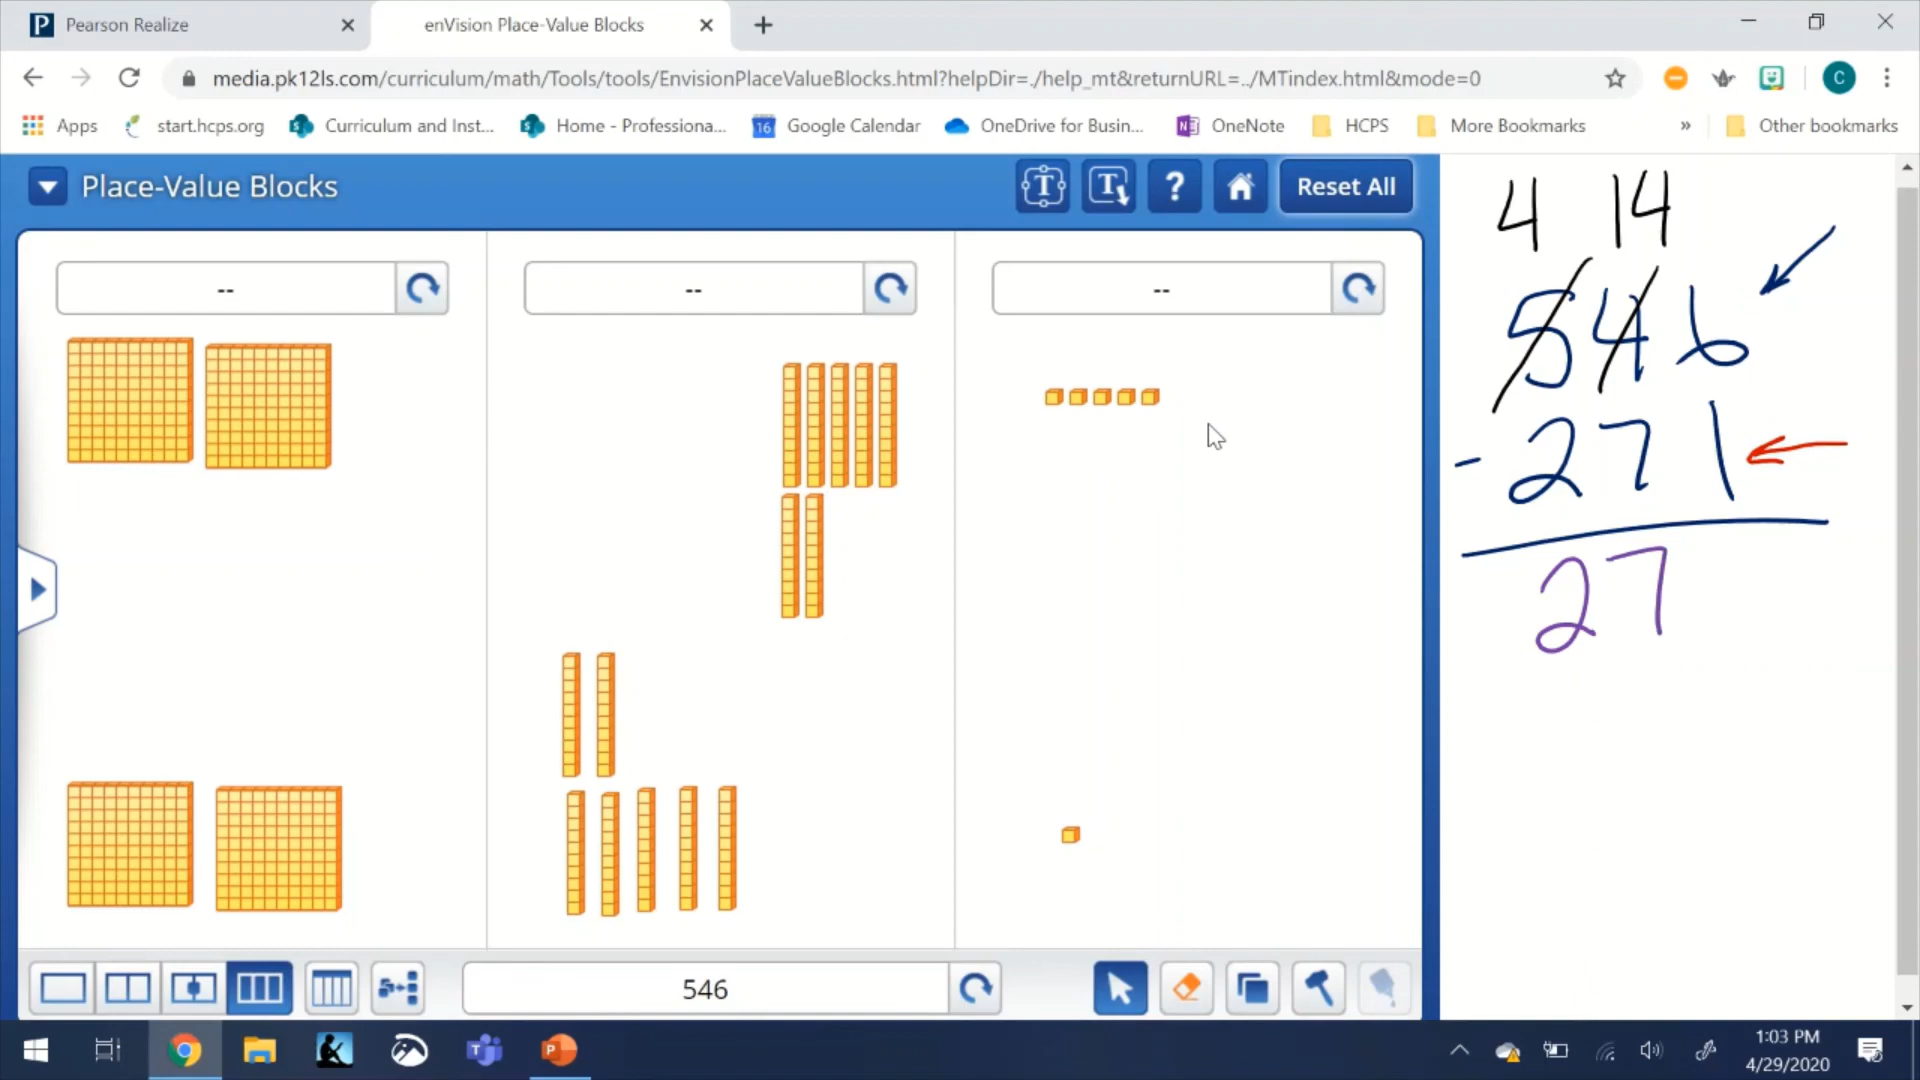 Pearson Realize
enVision Place-Value Blocks
media.pk12ls.com/curriculum/math/Tools/tools/EnvisionPlaceValueBlocks.html?helpDir=./help_mt&returnURL=../MTindex.html&mode=0
C
Apps
start.hcps.org
Curriculum and Inst...
Home - Professiona...
16
Google Calendar
OneDrive for Busin...
N
OneNote
HCPS
More Bookmarks
»
Other bookmarks
Place-Value Blocks
T
T
?
Reset All
--
--
--
4 14
546
- 271
27
546
1:03 PM
4/29/2020